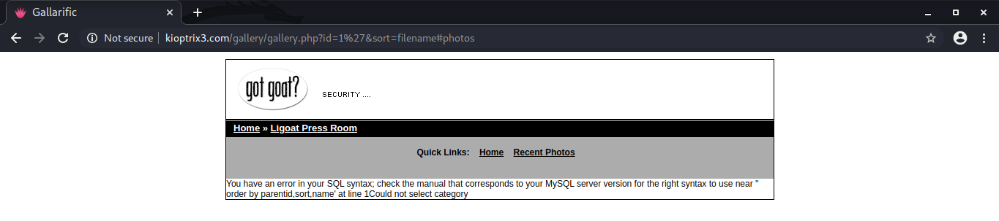 Gallarific
Not secure | kioptrix3.com/gallery/gallery.php?id=1%27&sort=filename#photos
got goat?
SECURITY ....
Home » Ligoat Press Room
Quick Links: Home Recent Photos
You have an error in your SQL syntax; check the manual that corresponds to your MySQL server version for the right syntax to use near ''
order by parentid,sort,name' at line 1Could not select category